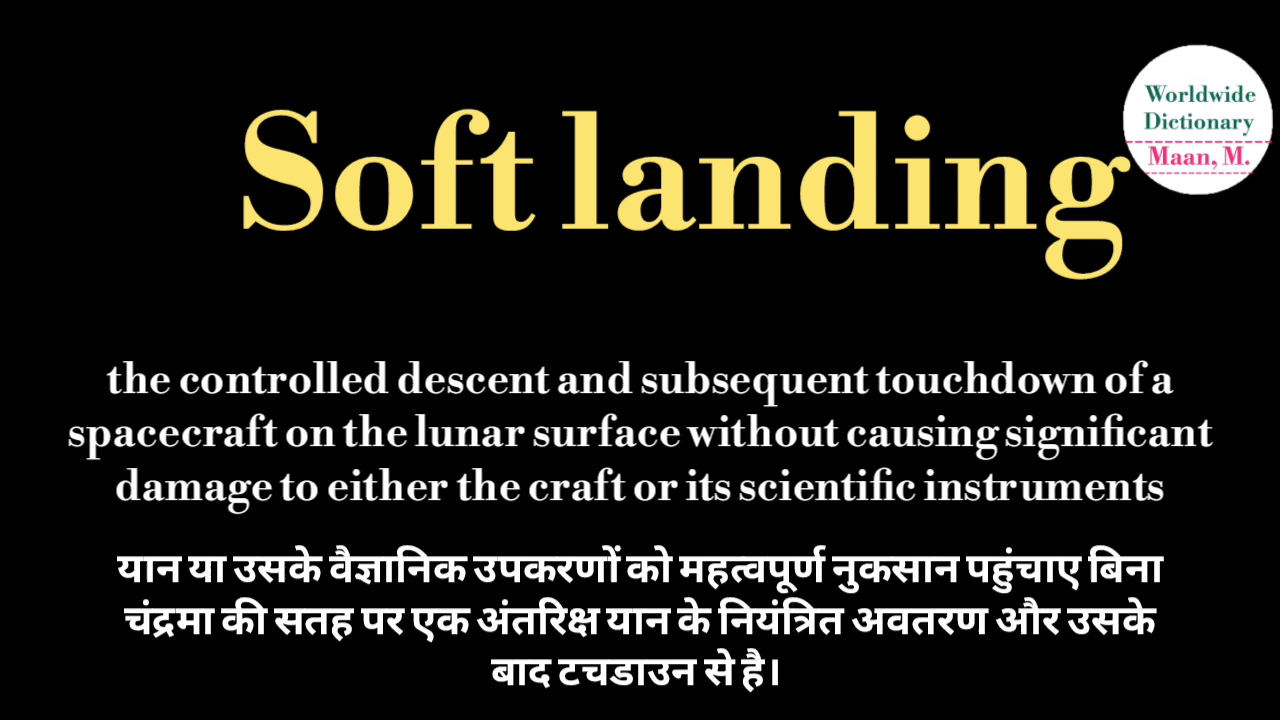 Worldwide
Dictionary
Maan, M.
Soft landing
the controlled descent and subsequent touchdown of a
spacecraft on the lunar surface without causing significant
damage to either the craft or its scientific instruments
यान या उसके वैज्ञानिक उपकरणों को महत्वपूर्ण नुकसान पहुंचाए बिना
चंद्रमा की सतह पर एक अंतरिक्ष यान के नियंत्रित अवतरण और उसके
बाद टचडाउन से है।